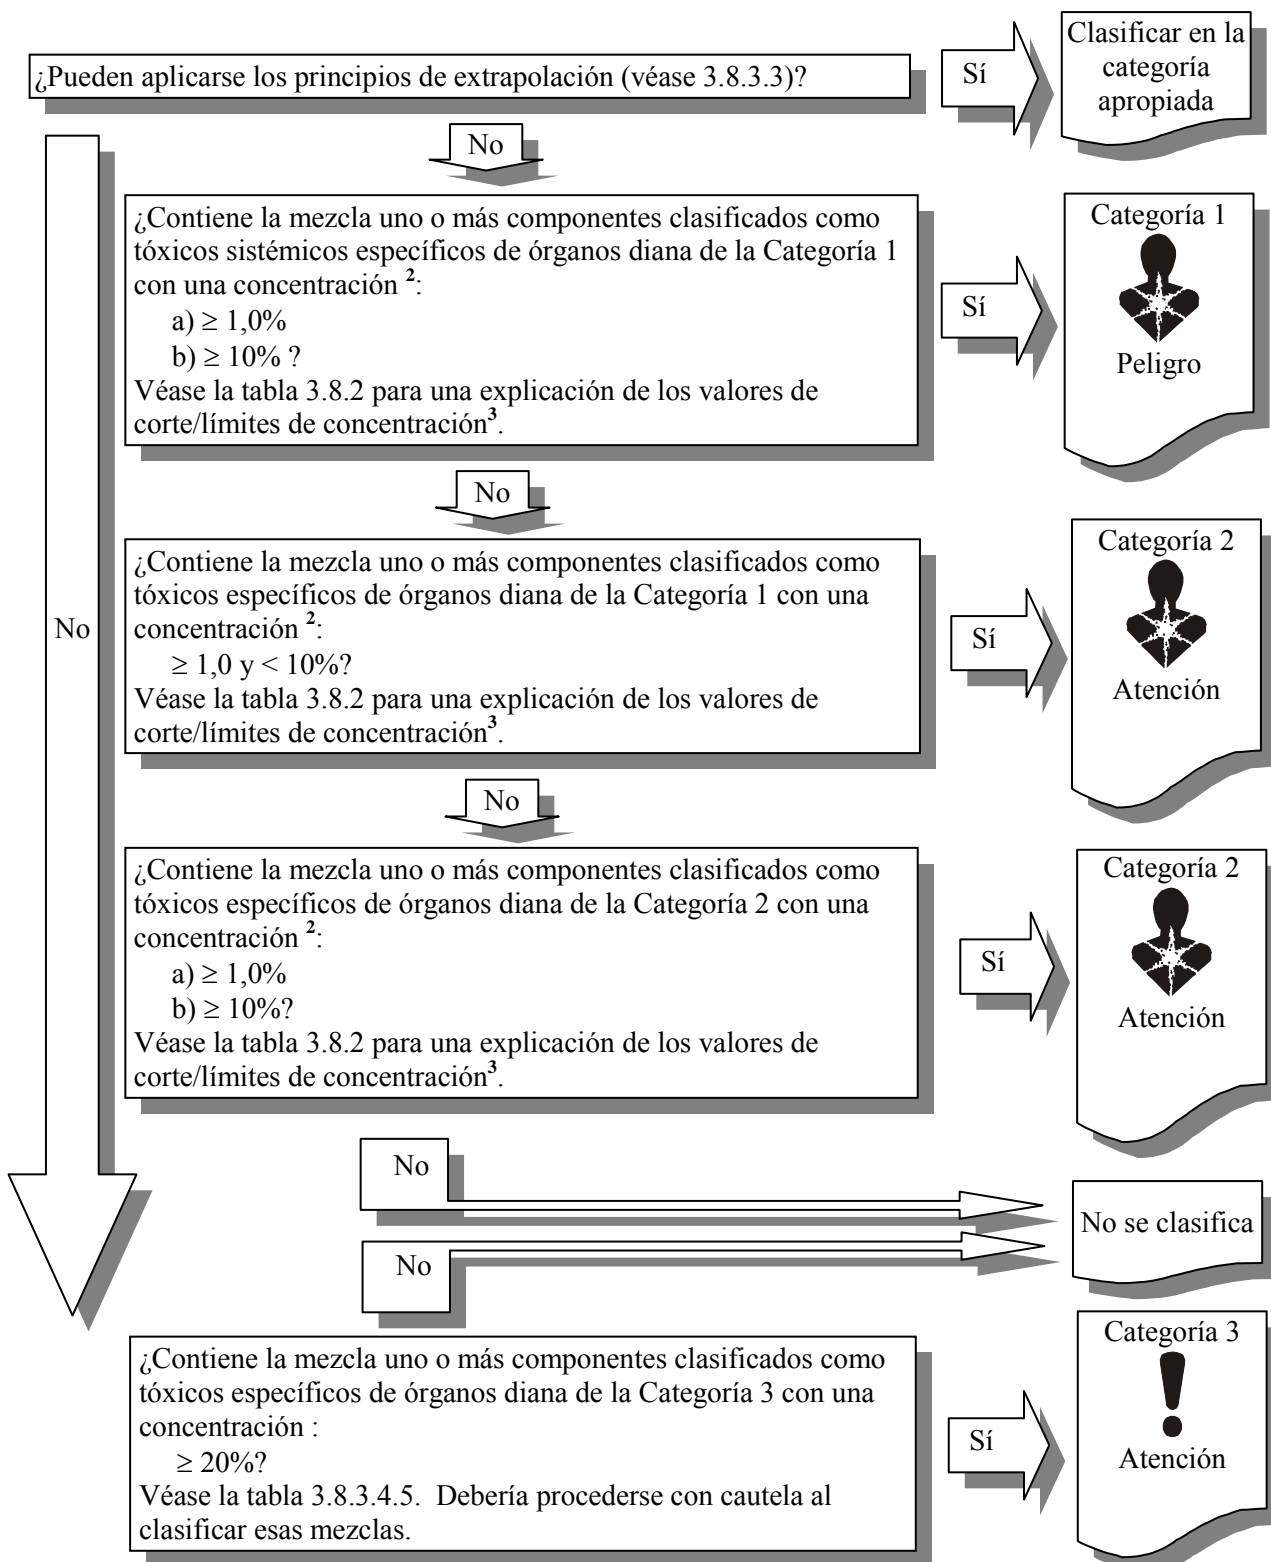 ¿Pueden aplicarse los principios de extrapolación (véase 3.8.3.3)?
Sí
Clasificar en la
categoría
apropiada
No
No
¿Contiene la mezcla uno o más componentes clasificados como
tóxicos sistémicos específicos de órganos diana de la Categoría 1
con una concentración ²:
a) ≥ 1,0%
b) ≥ 10% ?
Véase la tabla 3.8.2 para una explicación de los valores de
corte/límites de concentración³.
Sí
Categoría 1
Peligro
No
¿Contiene la mezcla uno o más componentes clasificados como
tóxicos específicos de órganos diana de la Categoría 1 con una
concentración ²:
≥ 1,0 y < 10%?
Véase la tabla 3.8.2 para una explicación de los valores de
corte/límites de concentración³.
Sí
Categoría 2
Atención
No
¿Contiene la mezcla uno o más componentes clasificados como
tóxicos específicos de órganos diana de la Categoría 2 con una
concentración ²:
a) ≥ 1,0%
b) ≥ 10%?
Véase la tabla 3.8.2 para una explicación de los valores de
corte/límites de concentración³.
Sí
Categoría 2
Atención
No
No se clasifica
No
¿Contiene la mezcla uno o más componentes clasificados como
tóxicos específicos de órganos diana de la Categoría 3 con una
concentración :
≥ 20%?
Véase la tabla 3.8.3.4.5. Debería procederse con cautela al
clasificar esas mezclas.
Sí
Categoría 3
Atención